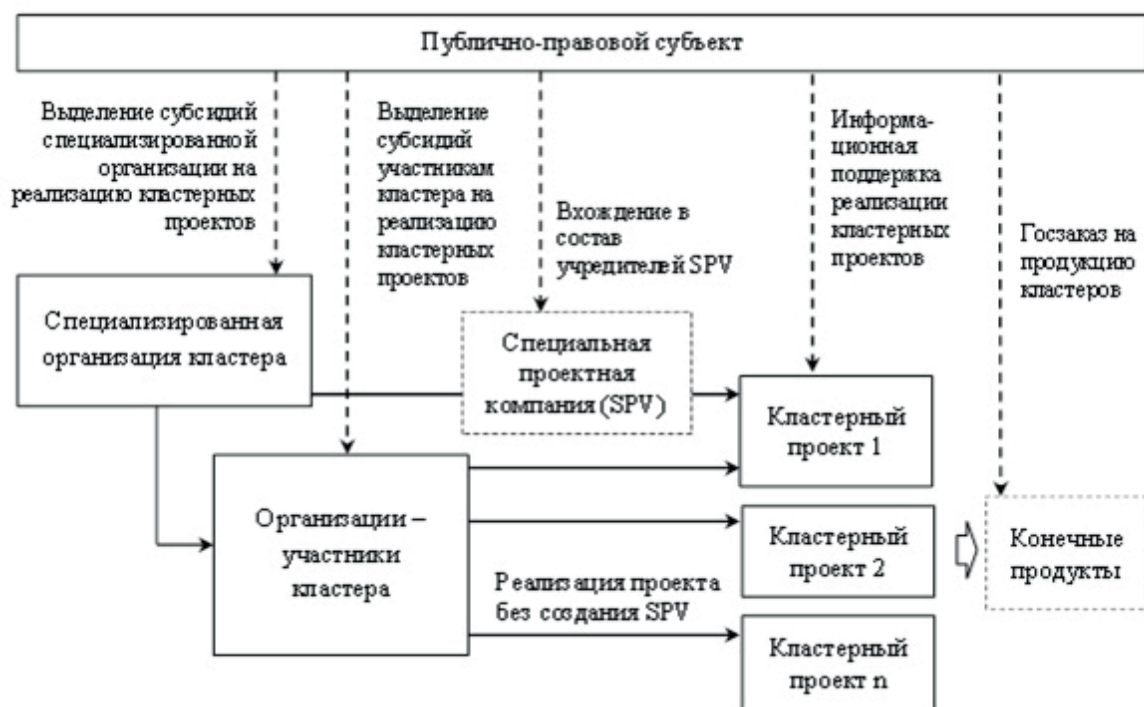 Публично-правовой субъект
Выделение субсидий
специализированной
организации на
реализацию кластерных
проектов
Выделение
субсидий
участникам
кластера на
реализацию
кластерных
проектов
Вхождение в
состав
учредителей SPV
Информа-
ционная
поддержка
реализации
кластерных
проектов
Госзаказ на
продукцию
кластеров
Специализированная
организация кластера
Специальная
проектная
компания (SPV)
Кластерный
проект 1
Организации –
участники
кластера
Кластерный
проект 2
Конечные
продукты
Реализация проекта
без создания SPV
Кластерный
проект n